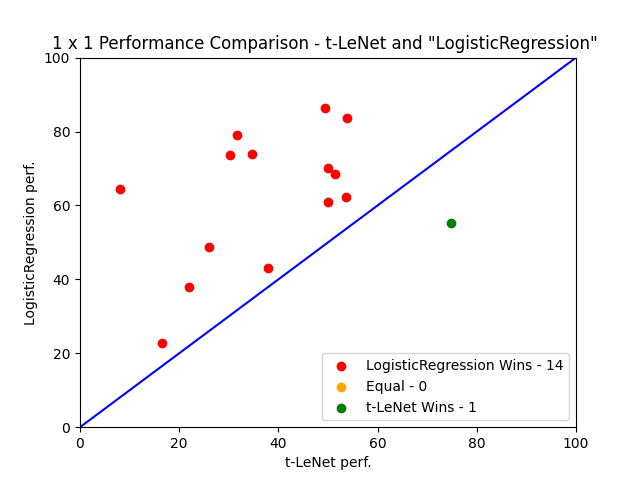 1 x 1 Performance Comparison - t-LeNet and "LogisticRegression"
100
80
60
40
20
0
LogisticRegression perf.
LogisticRegression Wins - 14
Equal - 0
t-LeNet Wins - 1
0 20 40 60 80 100
t-LeNet perf.